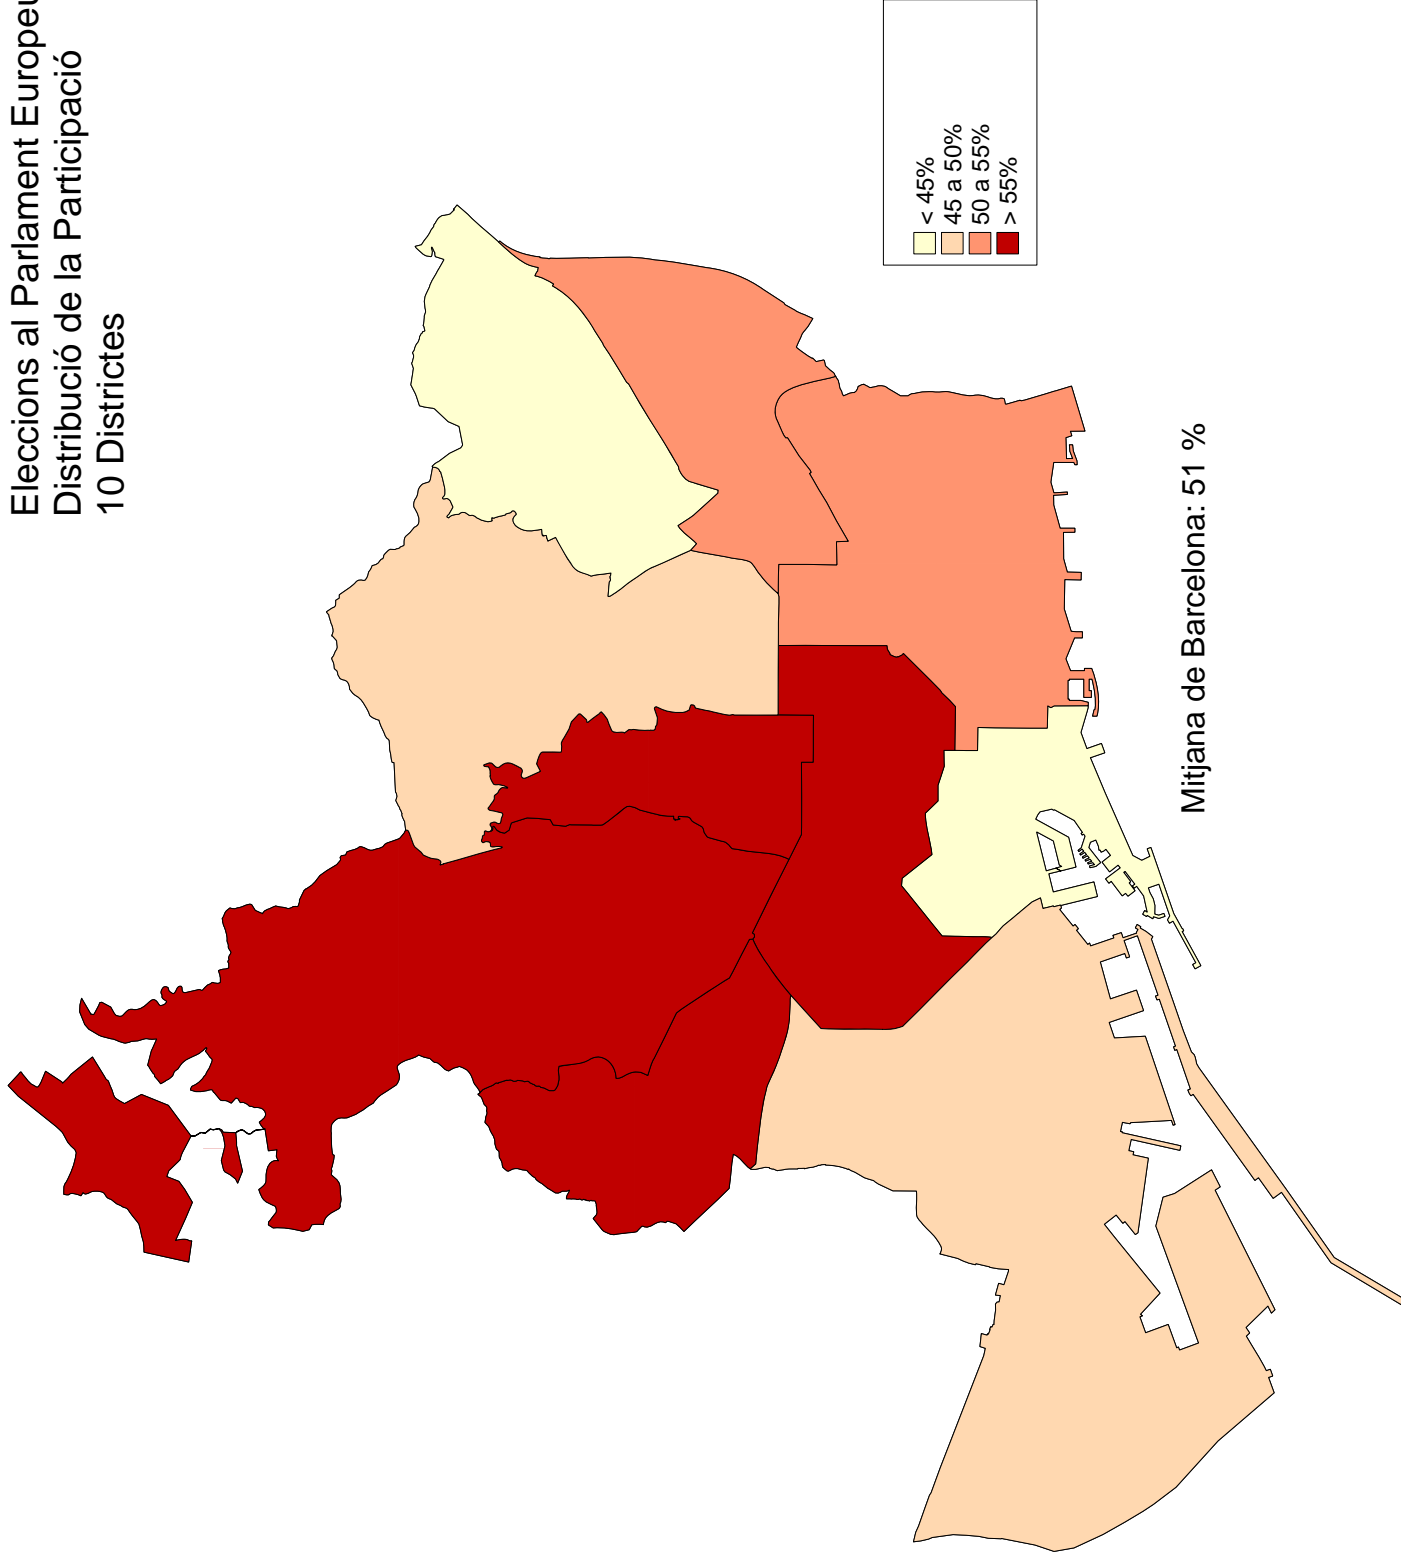 Eleccions al Parlament Europeu
Distribució de la Participació
10 Districtes
< 45%
45 a 50%
50 a 55%
> 55%
Mitjana de Barcelona: 51 %